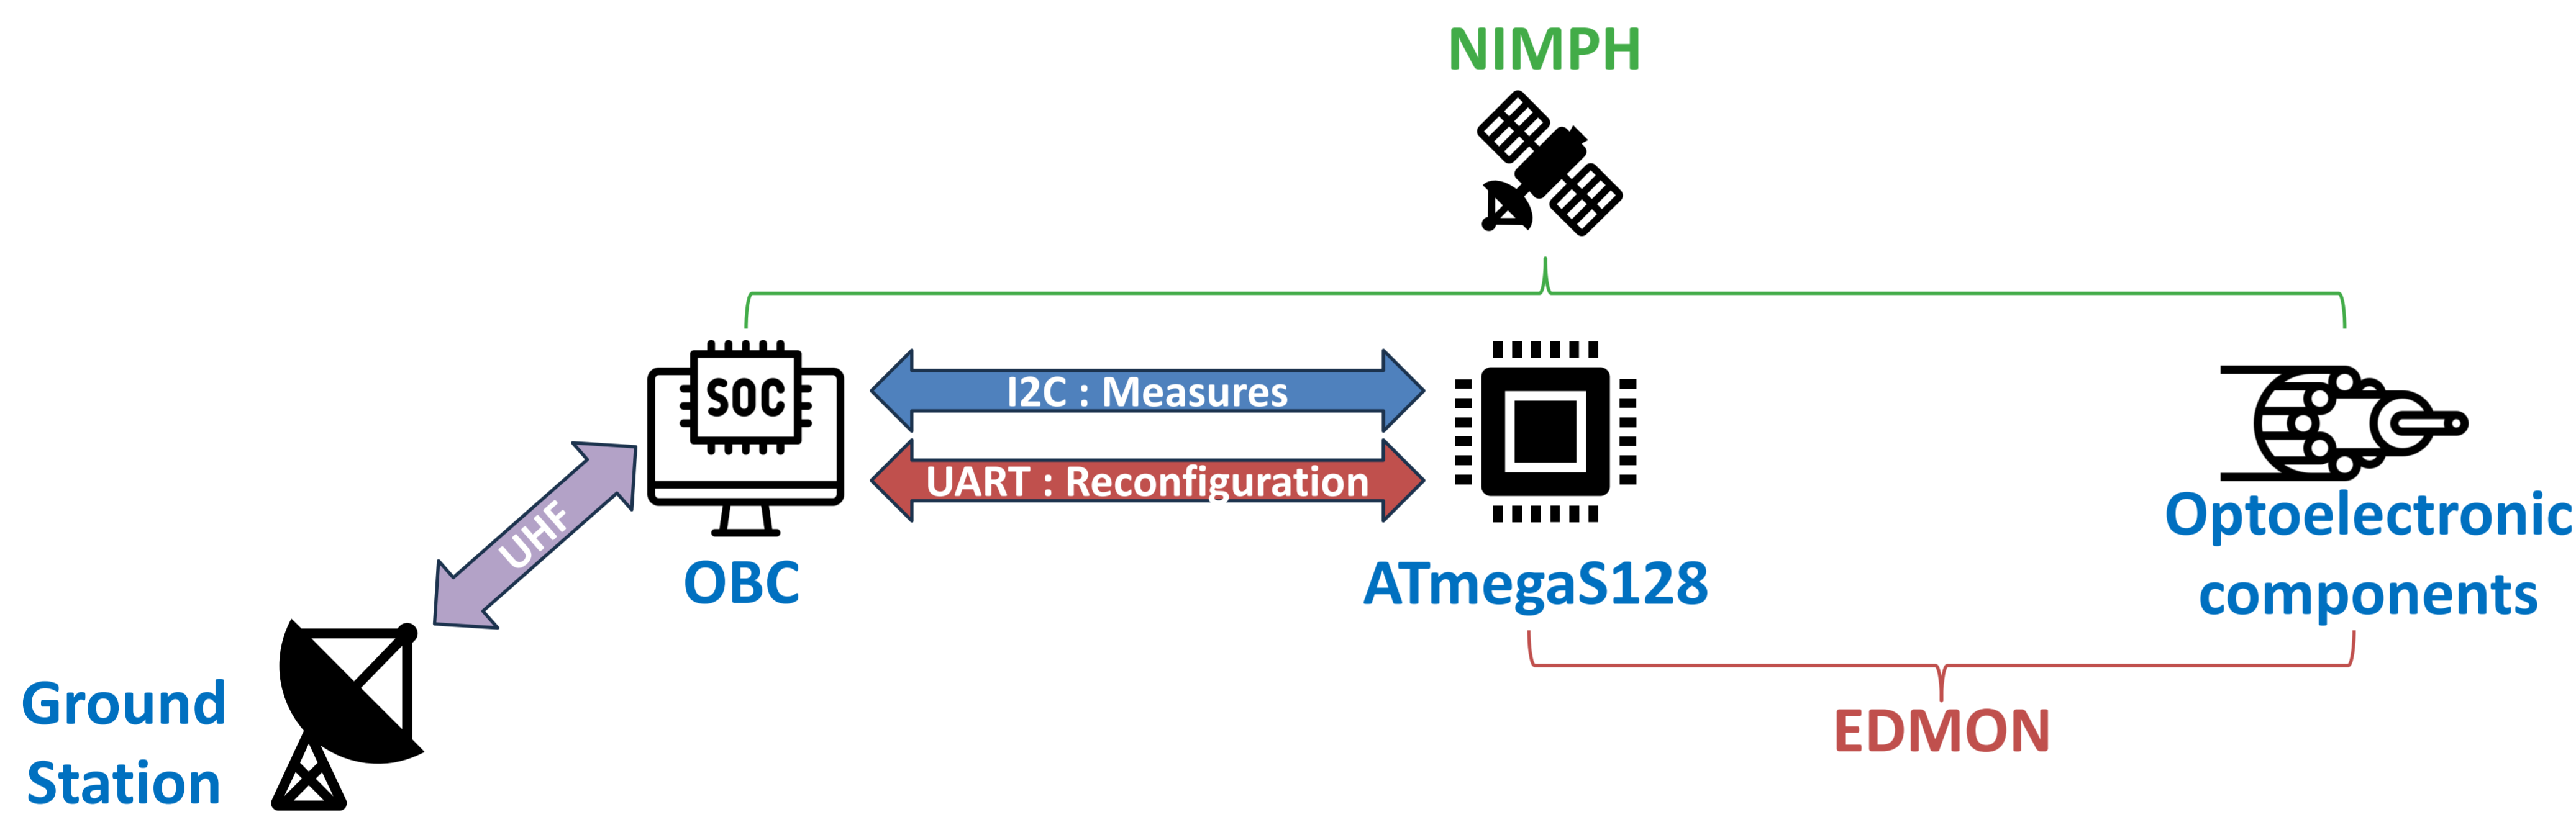 NIMPH
SOC
I2C : Measures
UART : Reconfiguration
UHF
OBC
ATmegaS128
Optoelectronic
components
Ground
Station
EDMON